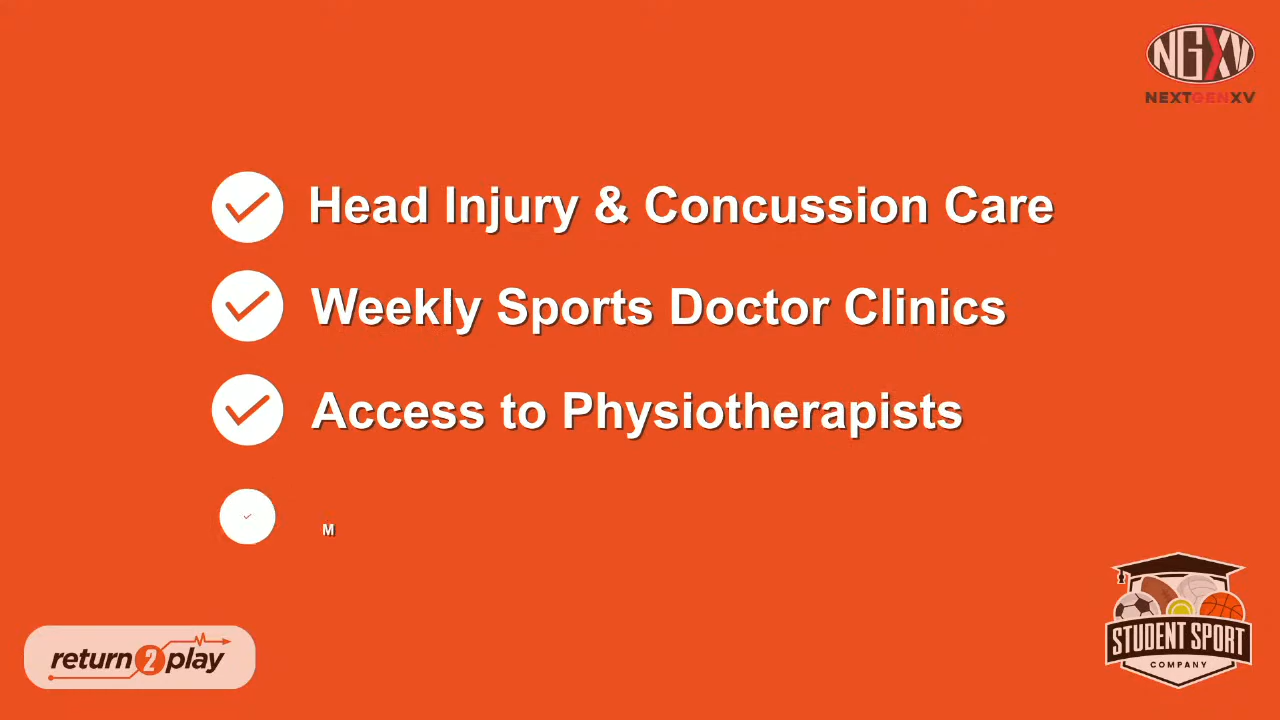 NGXV
NEXTGENXV
Head Injury & Concussion Care
Weekly Sports Doctor Clinics
Access to Physiotherapists
M
return2play
STUDENT SPORT
COMPANY